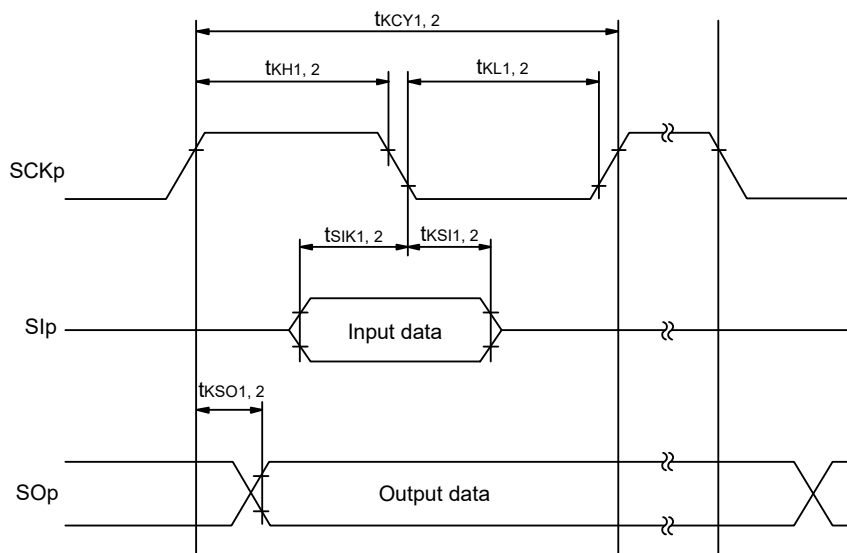 tKCY1, 2
tKH1, 2
tKL1, 2
SCKp
tSIK1, 2
tKSI1, 2
SIp
Input data
tKSO1, 2
SOp
Output data